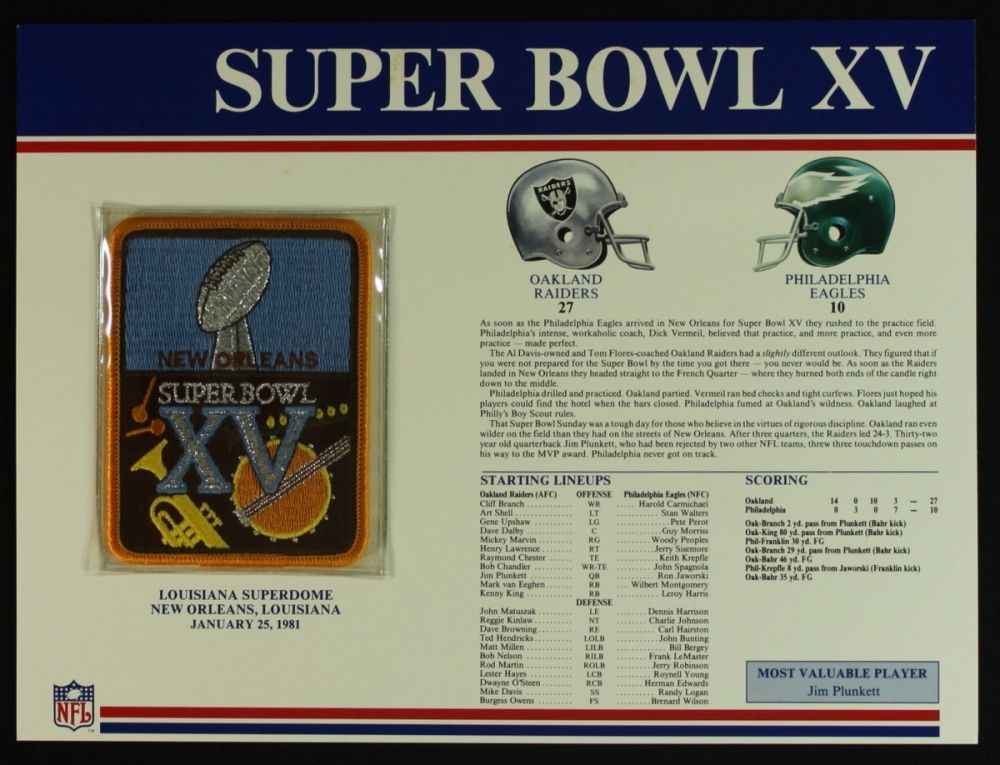 SUPER BOWL XV
NEW ORLEANS
SUPER BOWL
XV
LOUISIANA SUPERDOME
NEW ORLEANS, LOUISIANA
JANUARY 25, 1981
NFL
TM
RAIDERS
OAKLAND
RAIDERS
27
PHILADELPHIA
EAGLES
10
As soon as the Philadelphia Eagles arrived in New Orleans for Super Bowl XV they rushed to the practice field.
Philadelphia's intense, workaholic coach, Dick Vermeil, believed that practice, and more practice, and even more
practice — made perfect.
The Al Davis-owned and Tom Flores-coached Oakland Raiders had a slightly different outlook. They figured that if
you were not prepared for the Super Bowl by the time you got there — you never would be. As soon as the Raiders
landed in New Orleans they headed straight to the French Quarter — where they burned both ends of the candle right
down to the middle.
Philadelphia drilled and practiced. Oakland partied. Vermeil ran bed checks and tight curfews. Flores just hoped his
players could find the hotel when the bars closed. Philadelphia fumed at Oakland's wildness. Oakland laughed at
Philly's Boy Scout rules.
That Super Bowl Sunday was a tough day for those who believe in the virtues of rigorous discipline. Oakland ran even
wilder on the field than they had on the streets of New Orleans. After three quarters, the Raiders led 24-3. Thirty-two
year old quarterback Jim Plunkett, who had been rejected by two other NFL teams, threw three touchdown passes on
his way to the MVP award. Philadelphia never got on track.
STARTING LINEUPS
Oakland Raiders (AFC) OFFENSE Philadelphia Eagles (NFC)
Cliff Branch WR Harold Carmichael
Art Shell LT Stan Walters
Gene Upshaw LG Pete Perot
Dave Dalby C Guy Morriss
Mickey Marvin RG Woody Peoples
Henry Lawrence RT Jerry Sisemore
Raymond Chester TE Keith Krepfle
Bob Chandler WR-TE John Spagnola
Jim Plunkett QB Ron Jaworski
Mark van Eeghen RB Wilbert Montgomery
Kenny King RB Leroy Harris
DEFENSE
John Matuszak LE Dennis Harrison
Reggie Kinlaw NT Charlie Johnson
Dave Browning RE Carl Hairston
Ted Hendricks LOLB John Bunting
Matt Millen LILB Bill Bergey
Bob Nelson RILB Frank LeMaster
Rod Martin ROLB Jerry Robinson
Lester Hayes LCB Roynell Young
Dwayne O'Steen RCB Herman Edwards
Mike Davis SS Randy Logan
Burgess Owens FS Brenard Wilson
SCORING
Oakland 14 0 10 3 — 27
Philadelphia 0 3 0 7 — 10
Oak-Branch 2 yd. pass from Plunkett (Bahr kick)
Oak-King 80 yd. pass from Plunkett (Bahr kick)
Phil-Franklin 30 yd. FG
Oak-Branch 29 yd. pass from Plunkett (Bahr kick)
Oak-Bahr 46 yd. FG
Phil-Krepfle 8 yd. pass from Jaworski (Franklin kick)
Oak-Bahr 35 yd. FG
MOST VALUABLE PLAYER
Jim Plunkett